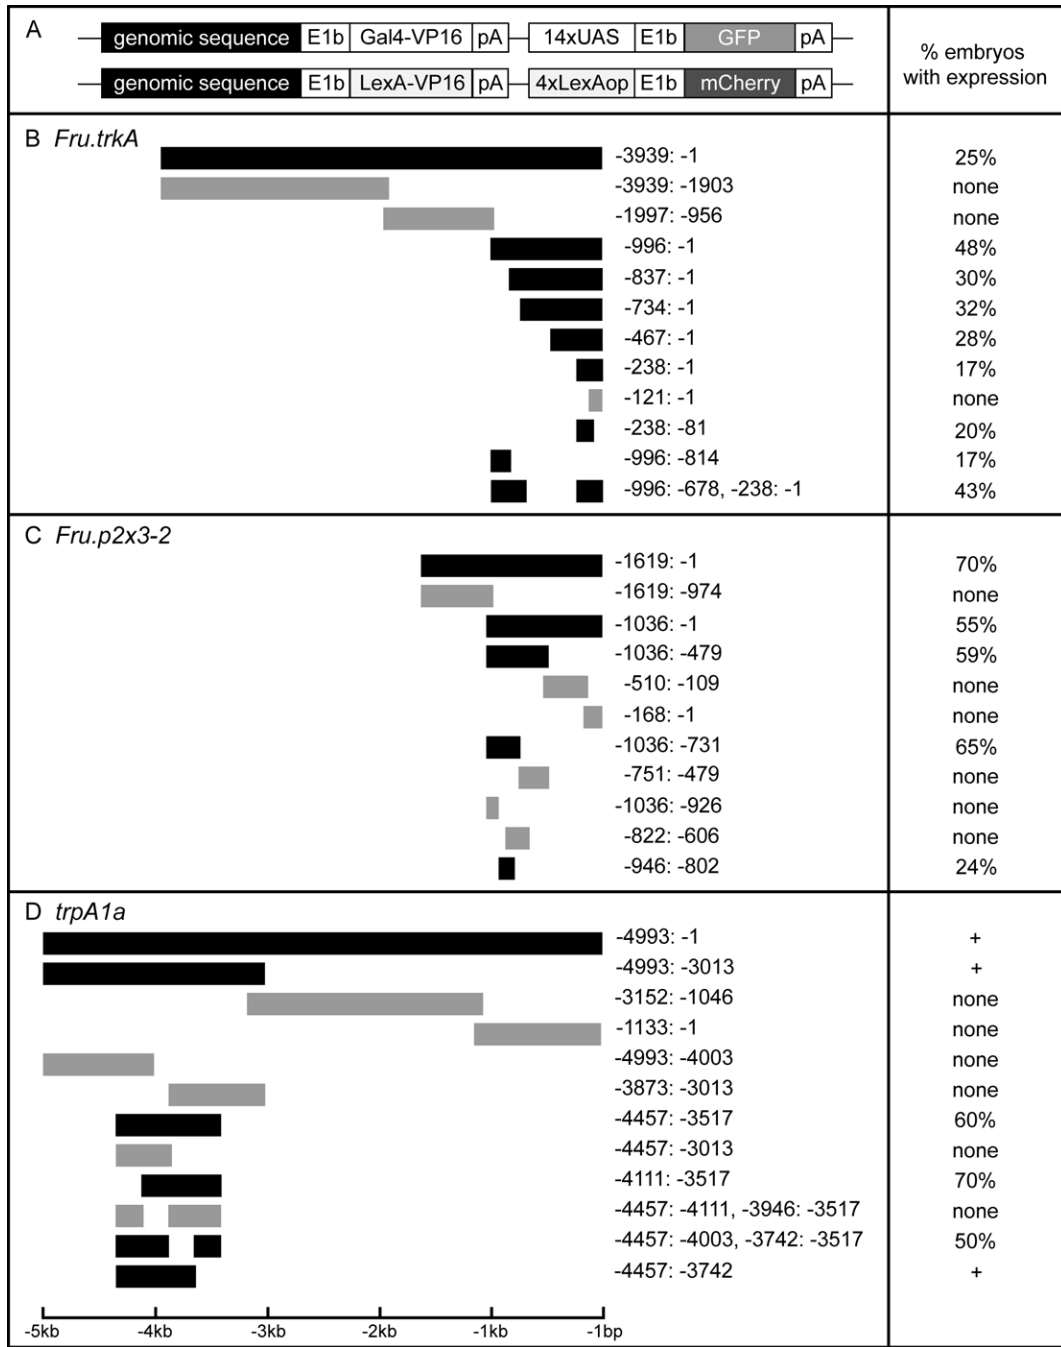 A
genomic sequence E1b Gal4-VP16 pA 14xUAS E1b GFP pA
genomic sequence E1b LexA-VP16 pA 4xLexAop E1b mCherry pA
% embryos
with expression
B Fru.trkA
-3939: -1 25%
-3939: -1903 none
-1997: -956 none
-996: -1 48%
-837: -1 30%
-734: -1 32%
-467: -1 28%
-238: -1 17%
-121: -1 none
-238: -81 20%
-996: -814 17%
-996: -678, -238: -1 43%
C Fru.p2x3-2
-1619: -1 70%
-1619: -974 none
-1036: -1 55%
-1036: -479 59%
-510: -109 none
-168: -1 none
-1036: -731 65%
-751: -479 none
-1036: -926 none
-822: -606 none
-946: -802 24%
D trpA1a
-4993: -1 +
-4993: -3013 +
-3152: -1046 none
-1133: -1 none
-4993: -4003 none
-3873: -3013 none
-4457: -3517 60%
-4457: -3013 none
-4111: -3517 70%
-4457: -4111, -3946: -3517 none
-4457: -4003, -3742: -3517 50%
-4457: -3742 +
-5kb -4kb -3kb -2kb -1kb -1bp